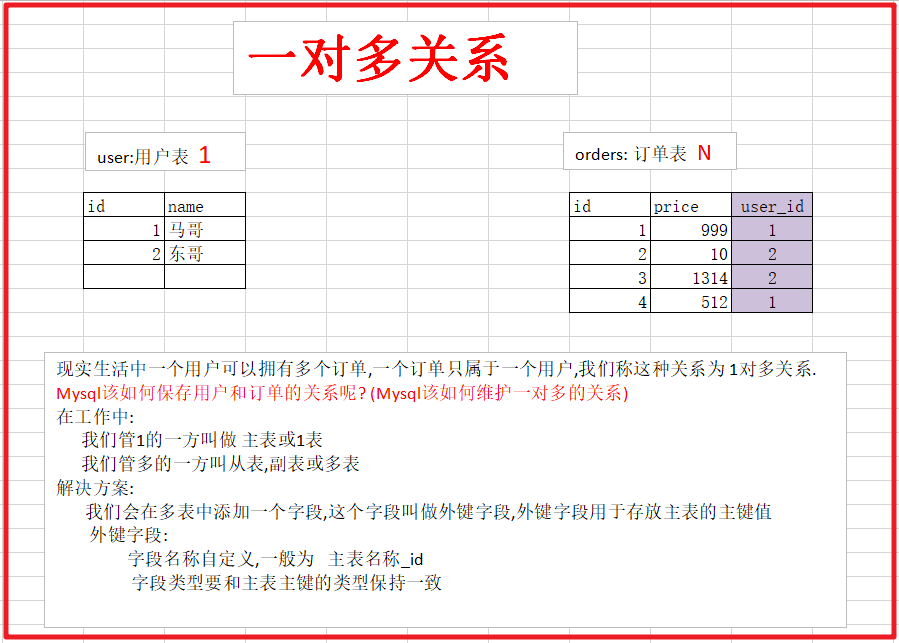 一对多关系
user:用户表 1
orders: 订单表 N
id name
1 马哥
2 东哥
id price user_id
1 999 1
2 10 2
3 1314 2
4 512 1
现实生活中一个用户可以拥有多个订单,一个订单只属于一个用户,我们称这种关系为1对多关系.
Mysql该如何保存用户和订单的关系呢? (Mysql该如何维护一对多的关系)
在工作中:
我们管1的一方叫做 主表或1表
我们管多的一方叫从表,副表或多表
解决方案:
我们会在多表中添加一个字段,这个字段叫做外键字段,外键字段用于存放主表的主键值
外键字段:
字段名称自定义,一般为 主表名称_id
字段类型要和主表主键的类型保持一致